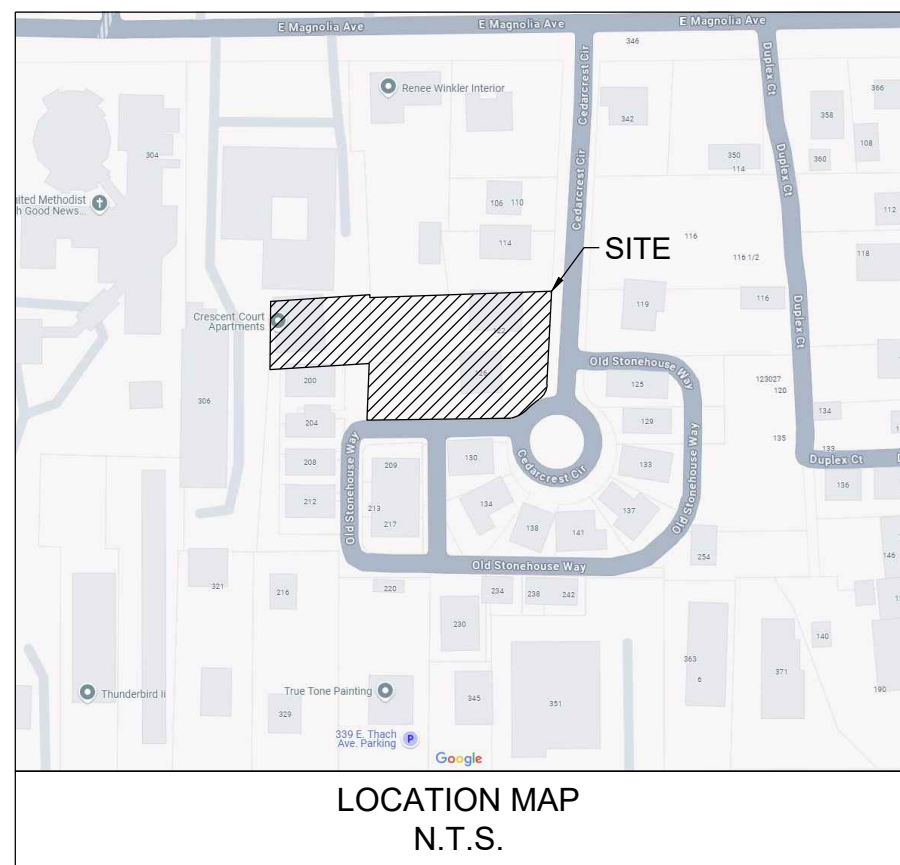 E Magnolia Ave
E Magnolia Ave
E Magnolia Ave
346
Renee Winkler Interior
Cedarcrest Cir
Duplex Ct
366
342
358
108
304
350
114
360
United Methodist
h Good News...
Cedarcrest Cir
Duplex Ct
106 110
112
114
SITE
116
116 1/2
118
119
116
Crescent Court
Apartments
122
Duplex Ct
Old Stonehouse Way
200
126
125
123027
120
306
204
129
134
135
133
130
Cedarcrest Cir
208
209
133
Duplex Ct
136
Old Stonehouse Way
212
213
134
137
Old Stonehouse Way
217
138
141
146
254
Old Stonehouse Way
321
216
220
234
238
242
230
140
363
6
371
190
Thunderbird Ii
True Tone Painting
345
351
329
339 E. Thach
Ave. Parking
P
Google
LOCATION MAP
N.T.S.